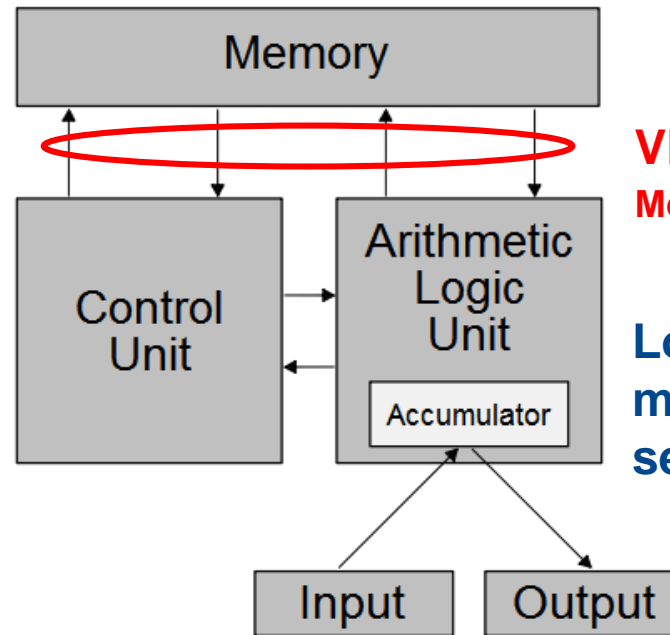 Memory
Control
Unit
Arithmetic
Logic
Unit
Accumulator
Input
Output